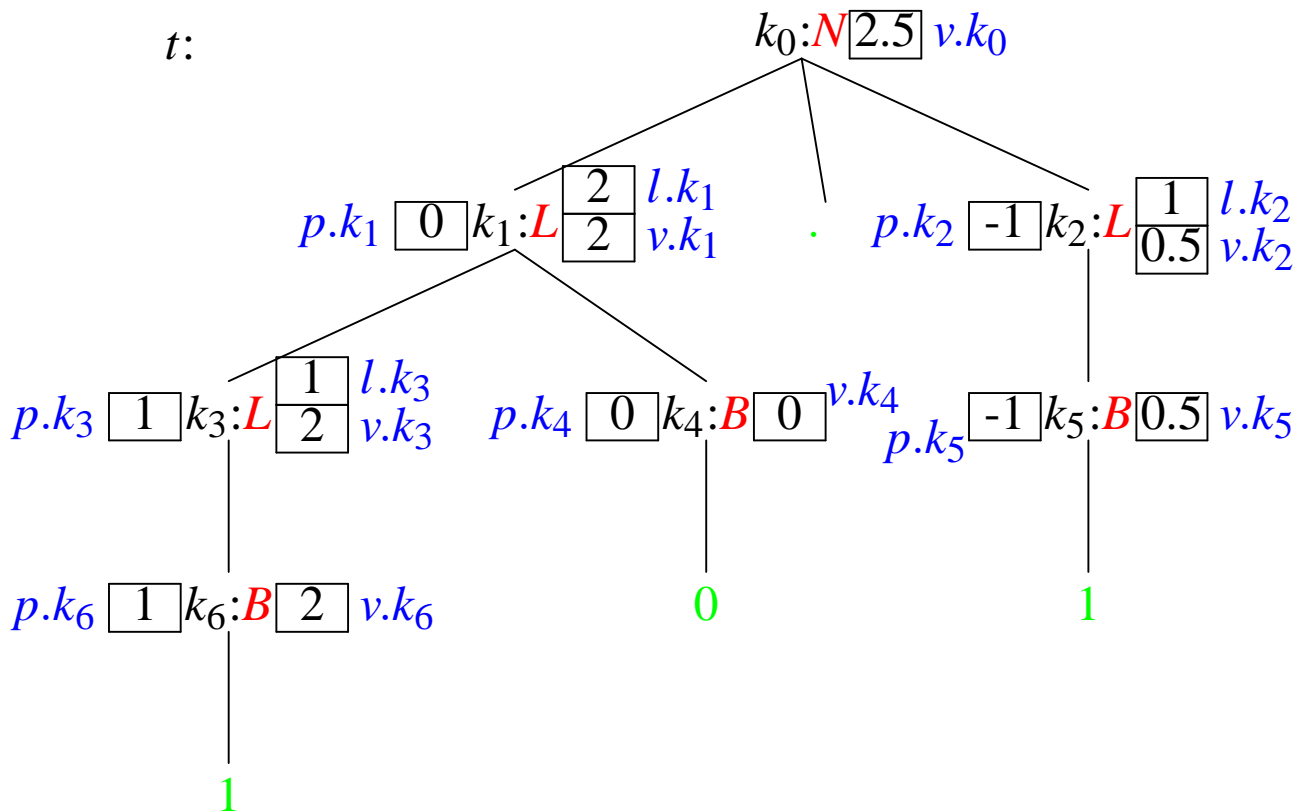 t: k₀:N 2.5 v.k₀
2 l.k₁ 1 l.k₂
p.k₁ 0 k₁:L 2 v.k₁ . p.k₂ -1 k₂:L 0.5 v.k₂
1 l.k₃
p.k₃ 1 k₃:L 2 v.k₃ p.k₄ 0 k₄:B 0 v.k₄ p.k₅ -1 k₅:B 0.5 v.k₅
p.k₆ 1 k₆:B 2 v.k₆ 0 1
1